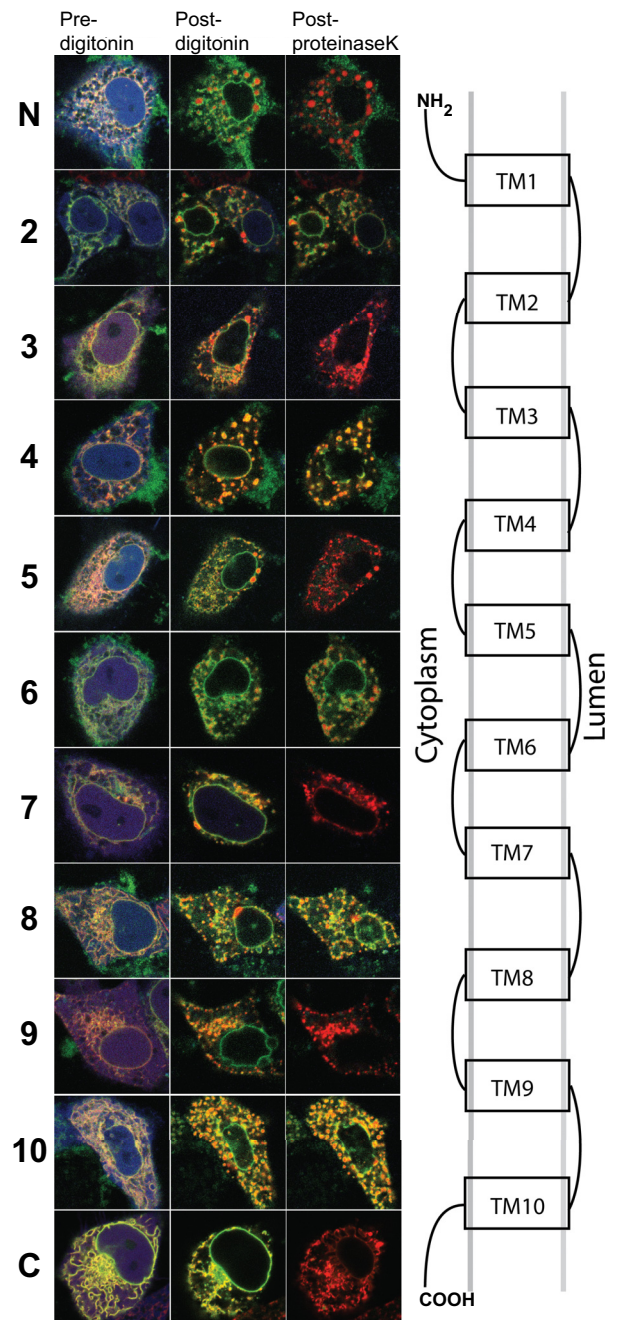 Pre-
digitonin
Post-
digitonin
Post-
proteinaseK
N
2
3
4
5
6
7
8
9
10
C
NH2
TM1
TM2
TM3
TM4
TM5
TM6
TM7
TM8
TM9
TM10
COOH
Cytoplasm
Lumen